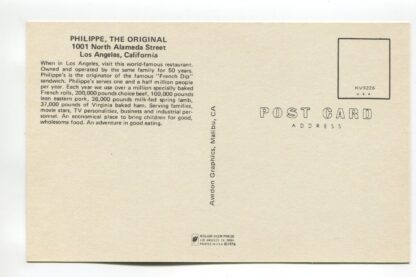 PHILIPPE, THE ORIGINAL
1001 North Alameda Street
Los Angeles, California
When in Los Angeles, visit this world-famous restaurant.
Owned and operated by the same family for 50 years.
Philippe's is the originator of the famous "French Dip"
sandwich. Philippe's serves one and a half million people
per year. Each year we use over a million specially baked
French rolls, 200,000 pounds choice beef, 100,000 pounds
lean eastern pork, 26,000 pounds milk-fed spring lamb,
37,000 pounds of Virginia baked ham. Serving families,
movie stars, TV personalities, business and industrial per-
sonnel. An economical place to bring children for good,
wholesome food. An adventure in good eating.
Avedon Graphics, Malibu, CA
KV9226
POST CARD
ADDRESS